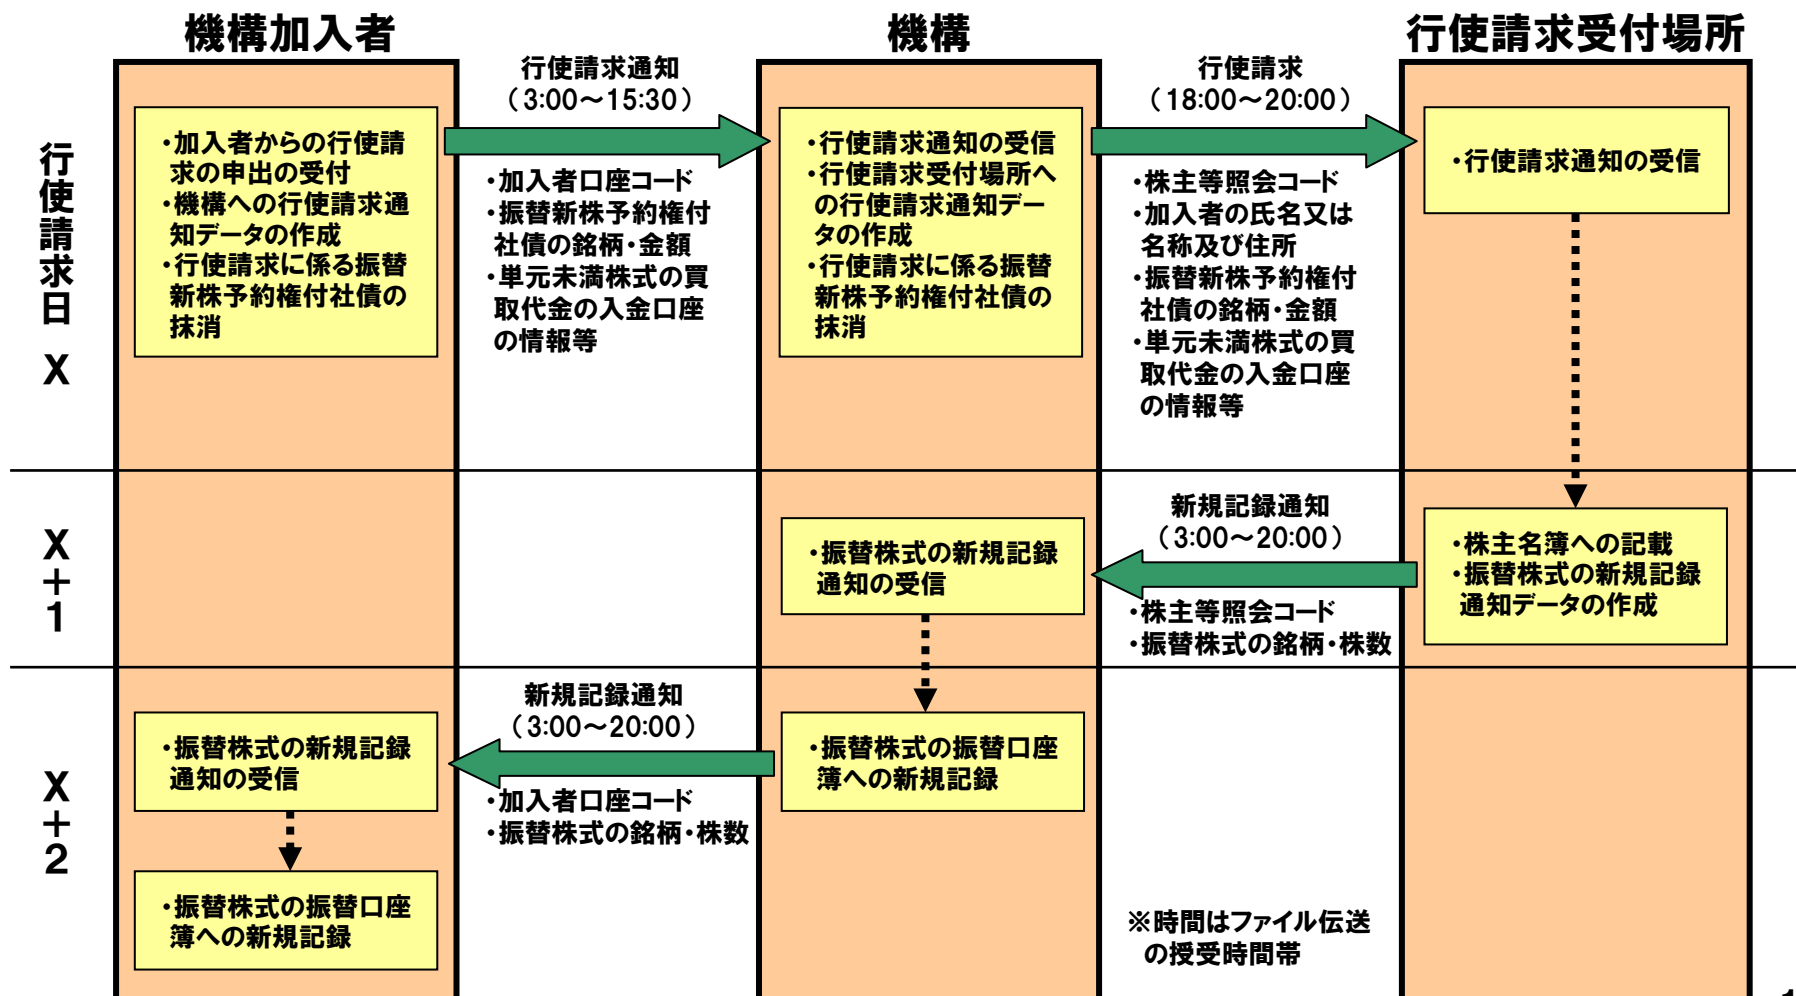 機構加入者
機構
行使請求受付場所
行使請求日 X
行使請求通知
（3:00～15:30）
行使請求
（18:00～20:00）
・加入者からの行使請
求の申出の受付
・機構への行使請求通
知データの作成
・行使請求に係る振替
新株予約権付社債の
抹消
・加入者口座コード
・振替新株予約権付
社債の銘柄・金額
・単元未満株式の買
取代金の入金口座
の情報等
・行使請求通知の受信
・行使請求受付場所へ
の行使請求通知デー
タの作成
・行使請求に係る振替
新株予約権付社債の
抹消
・株主等照会コード
・加入者の氏名又は
名称及び住所
・振替新株予約権付
社債の銘柄・金額
・単元未満株式の買
取代金の入金口座
の情報等
・行使請求通知の受信
X＋1
・振替株式の新規記録
通知の受信
新規記録通知
（3:00～20:00）
・株主等照会コード
・振替株式の銘柄・株数
・株主名簿への記載
・振替株式の新規記録
通知データの作成
X＋2
・振替株式の新規記録
通知の受信
新規記録通知
（3:00～20:00）
・加入者口座コード
・振替株式の銘柄・株数
・振替株式の振替口座
簿への新規記録
・振替株式の振替口座
簿への新規記録
※時間はファイル伝送
の授受時間帯